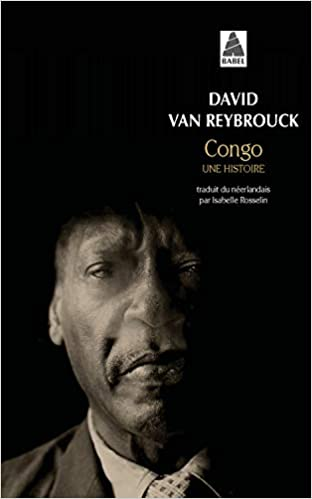 BABEL
DAVID
VAN REYBROUCK
Congo
UNE HISTOIRE
traduit du néerlandais
par Isabelle Rosselin